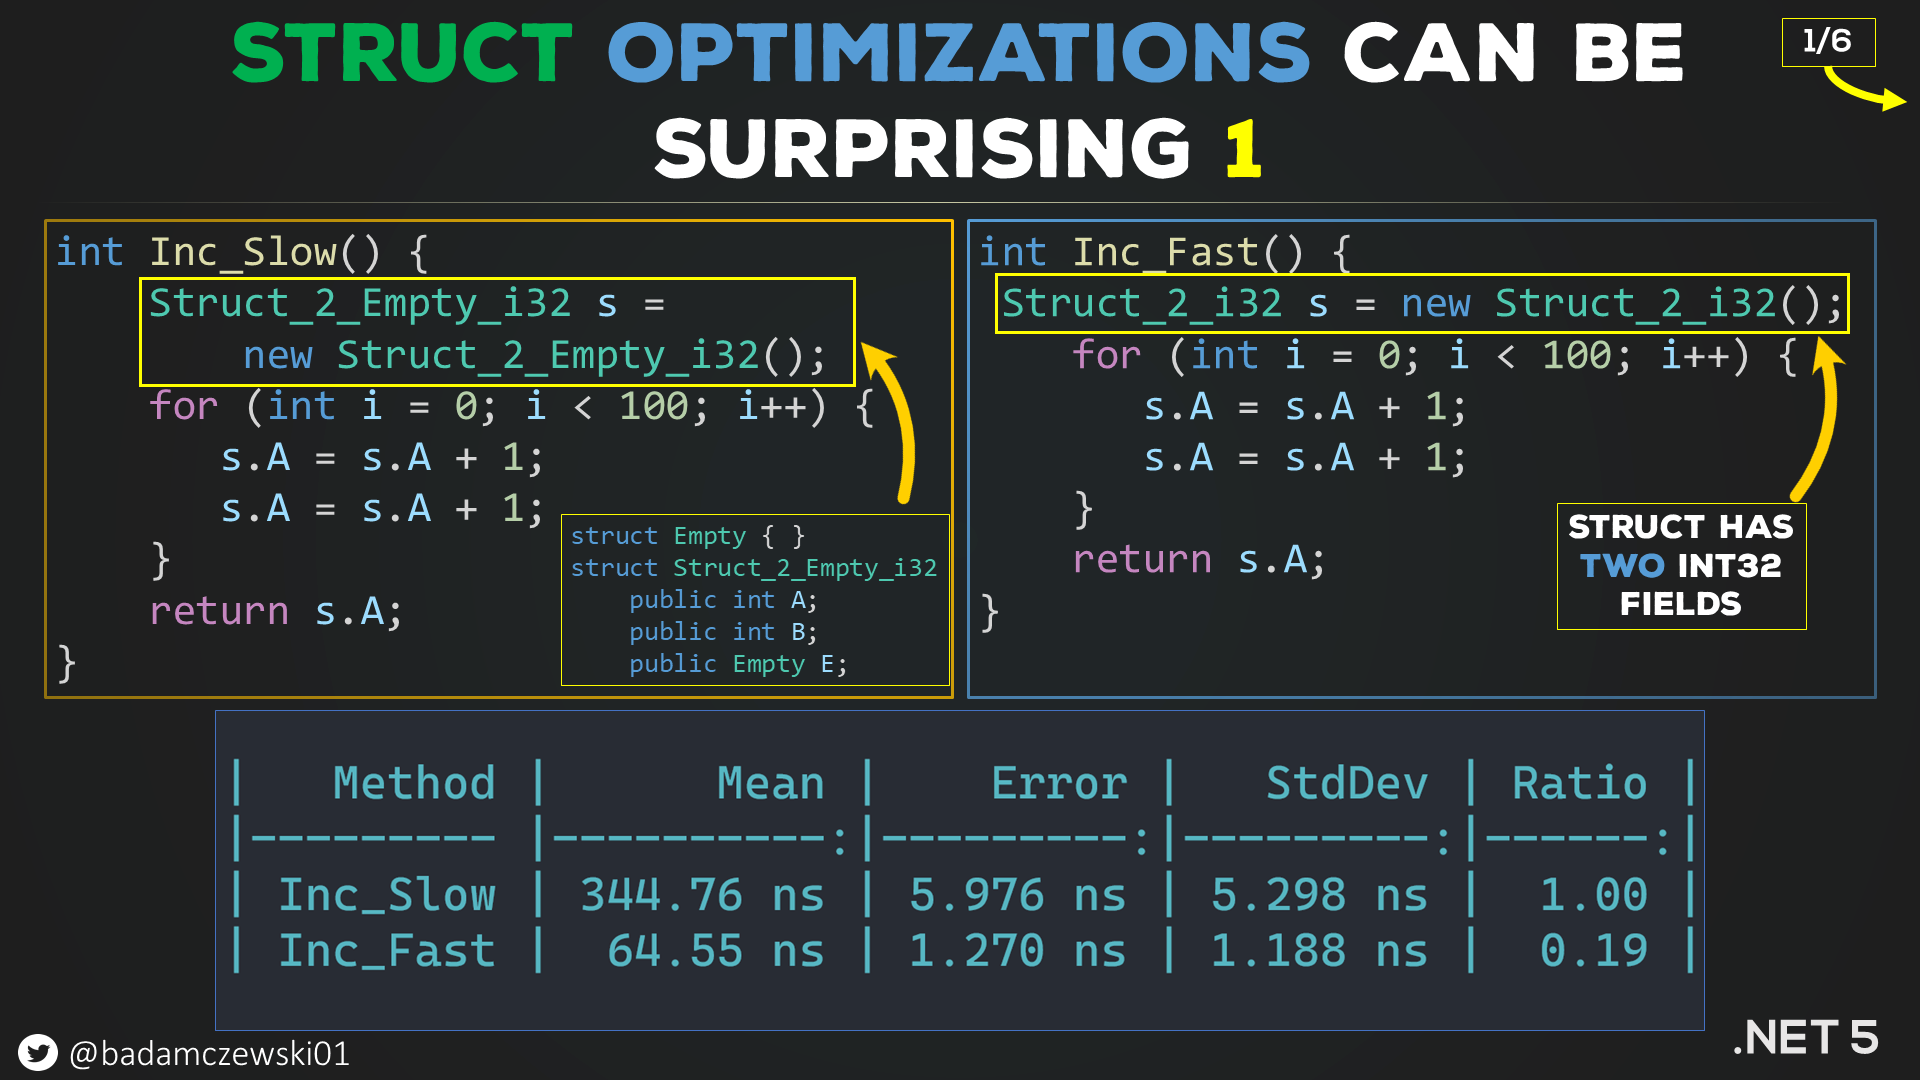 STRUCT OPTIMIZATIONS CAN BE
SURPRISING 1
1/6
int Inc_Slow() {
Struct_2_Empty_i32 s =
new Struct_2_Empty_i32();
for (int i = 0; i < 100; i++) {
s.A = s.A + 1;
s.A = s.A + 1;
}
return s.A;
}
struct Empty { }
struct Struct_2_Empty_i32
public int A;
public int B;
public Empty E;
int Inc_Fast() {
Struct_2_i32 s = new Struct_2_i32();
for (int i = 0; i < 100; i++) {
s.A = s.A + 1;
s.A = s.A + 1;
}
return s.A;
}
STRUCT HAS
TWO INT32
FIELDS
| Method | Mean | Error | StdDev | Ratio |
|--------- |----------:|---------:|---------:|------:|
| Inc_Slow | 344.76 ns | 5.976 ns | 5.298 ns | 1.00 |
| Inc_Fast | 64.55 ns | 1.270 ns | 1.188 ns | 0.19 |
@badamczewski01
.NET 5